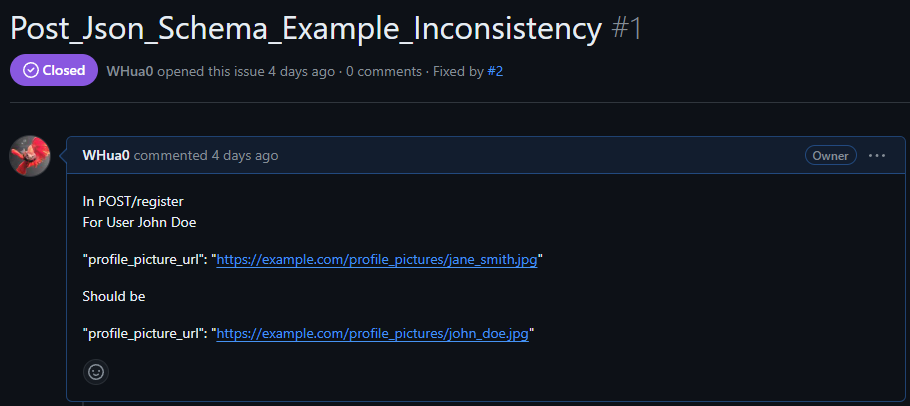 Post_Json_Schema_Example_Inconsistency #1
Closed WHua0 opened this issue 4 days ago · 0 comments · Fixed by #2
WHua0 commented 4 days ago Owner ···
In POST/register
For User John Doe
"profile_picture_url": "https://example.com/profile_pictures/jane_smith.jpg"
Should be
"profile_picture_url": "https://example.com/profile_pictures/john_doe.jpg"